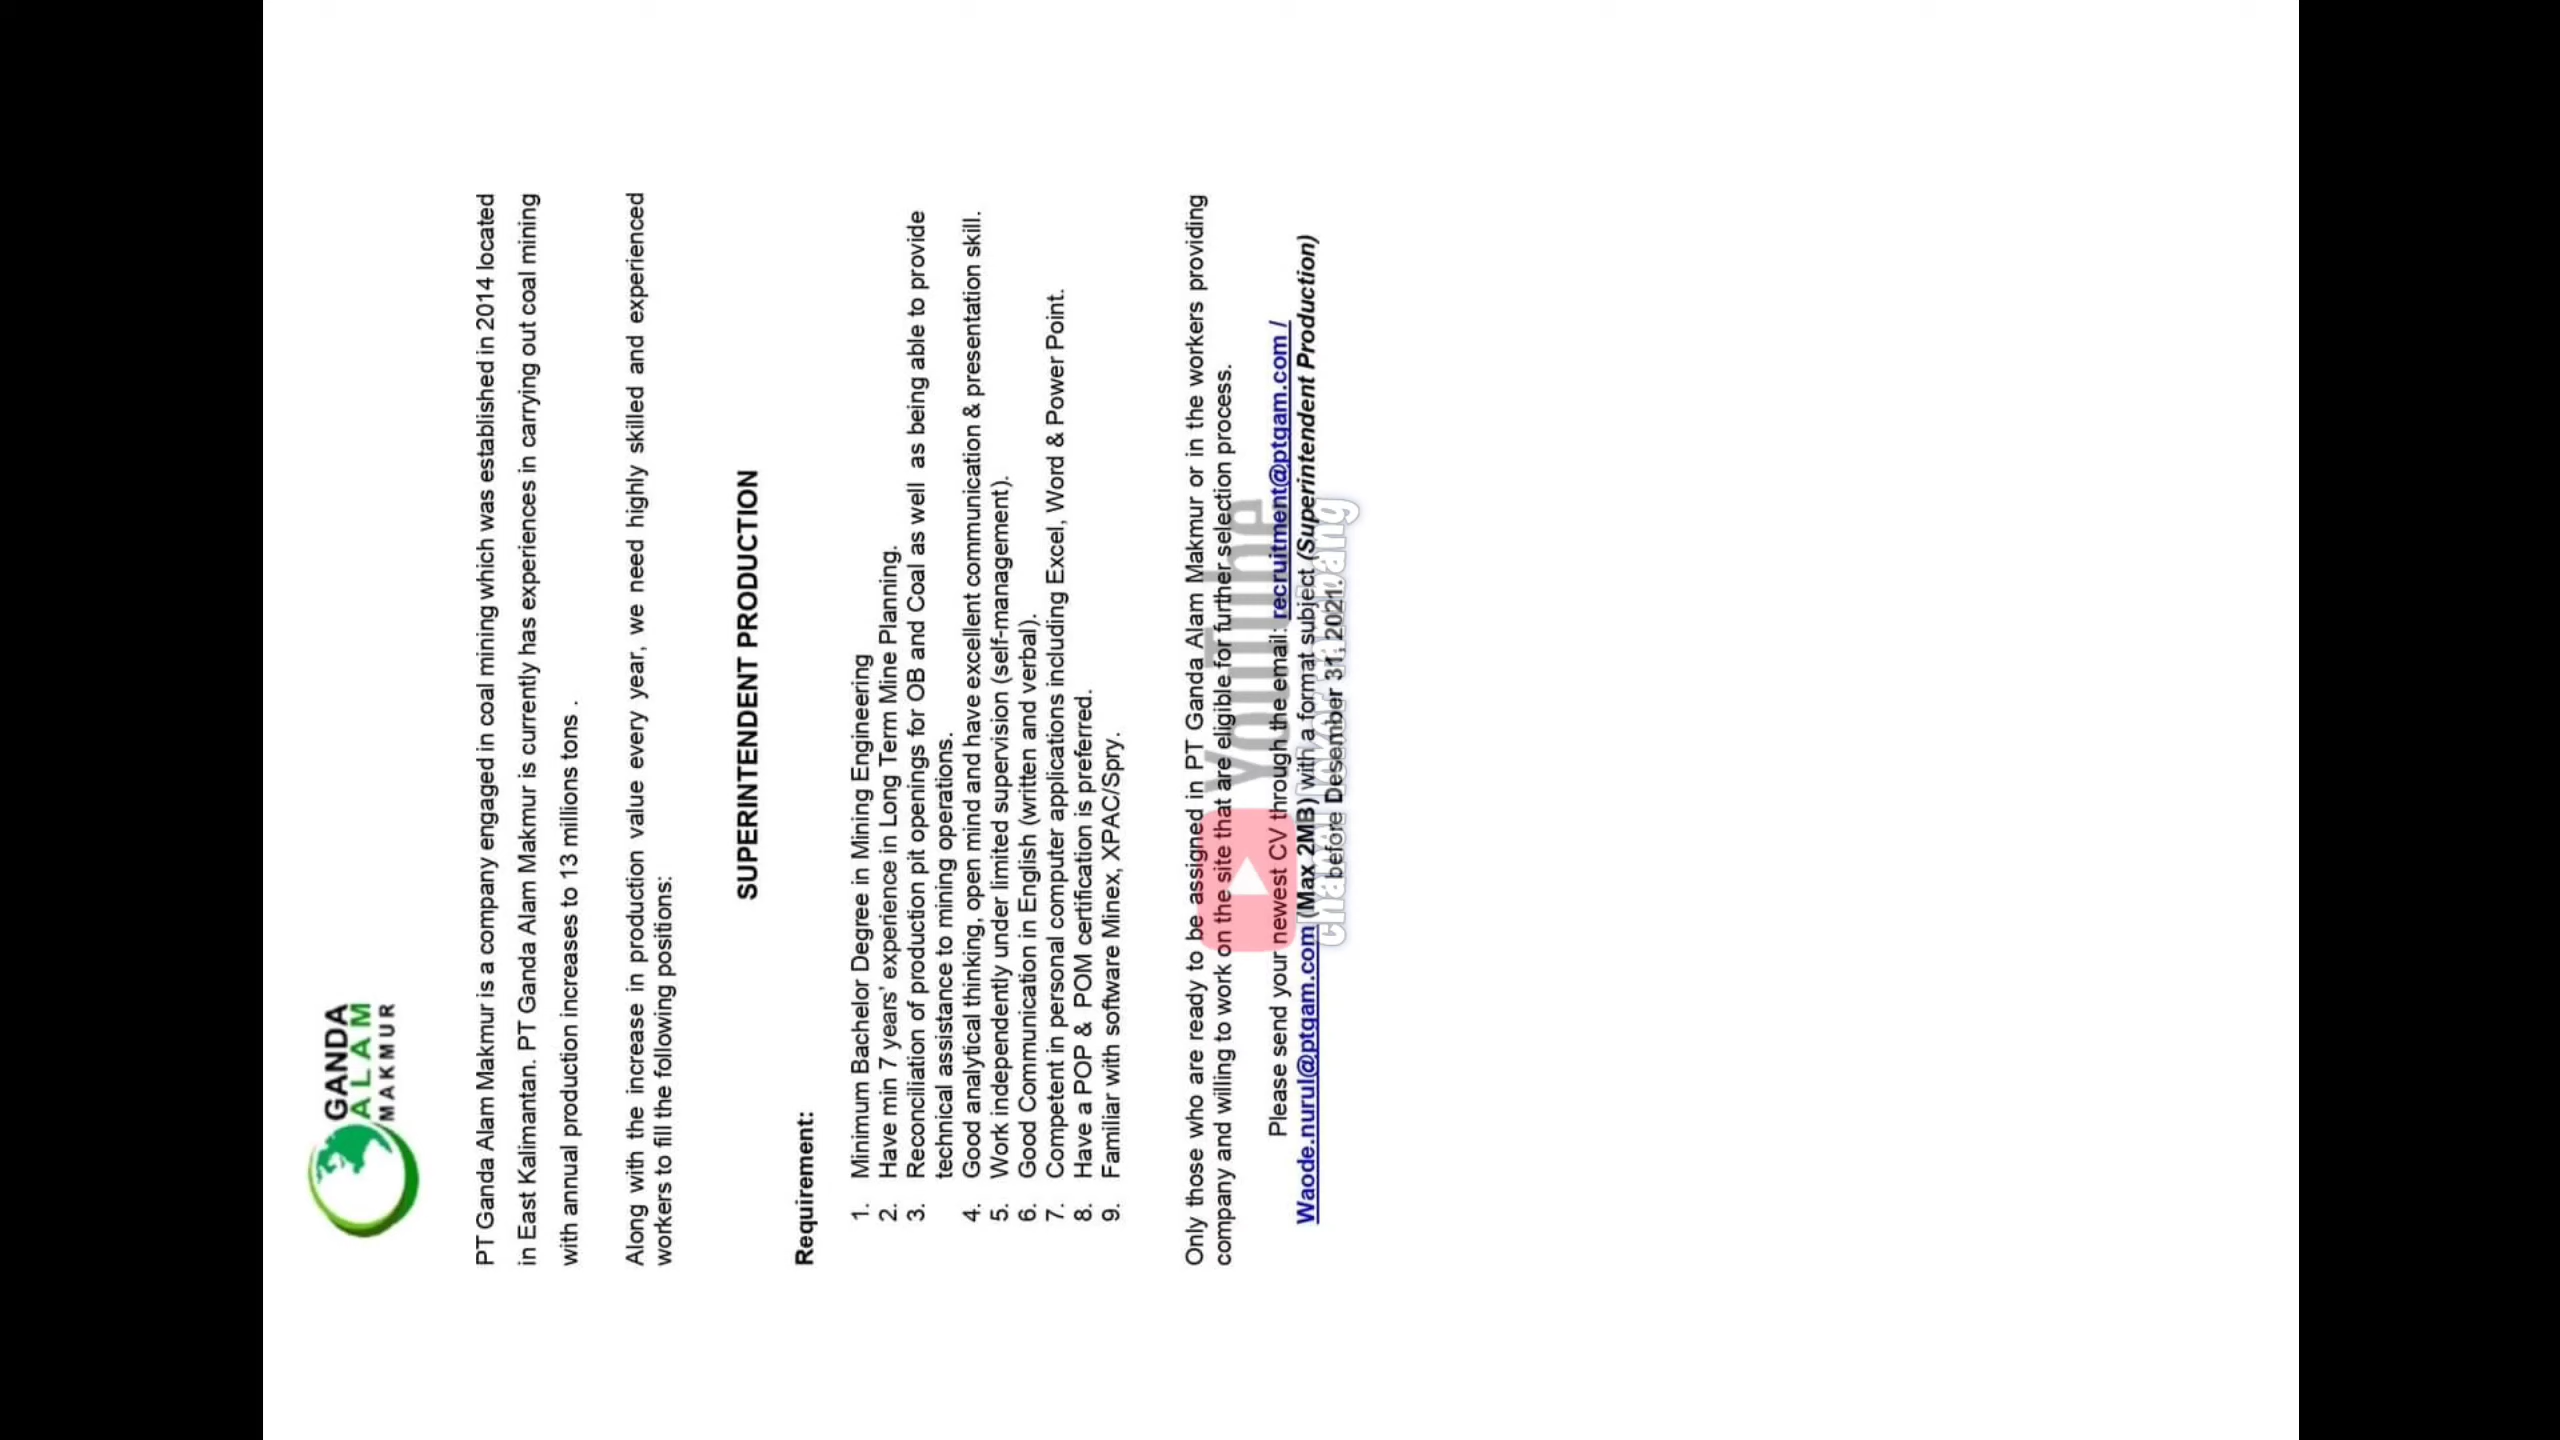 GANDA
ALAM
MAKMUR
PT Ganda Alam Makmur is a company engaged in coal mining which was established in 2014 located
in East Kalimantan. PT Ganda Alam Makmur is currently has experiences in carrying out coal mining
with annual production increases to 13 millions tons .
Along with the increase in production value every year, we need highly skilled and experienced
workers to fill the following positions:
SUPERINTENDENT PRODUCTION
Requirement:
1. Minimum Bachelor Degree in Mining Engineering
2. Have min 7 years' experience in Long Term Mine Planning.
3. Reconciliation of production pit openings for OB and Coal as well as being able to provide
technical assistance to mining operations.
4. Good analytical thinking, open mind and have excellent communication & presentation skill.
5. Work independently under limited supervision (self-management).
6. Good Communication in English (written and verbal).
7. Competent in personal computer applications including Excel, Word & Power Point.
8. Have a POP & POM certification is preferred.
9. Familiar with software Minex, XPAC/Spry.
Only those who are ready to be assigned in PT Ganda Alam Makmur or in the workers providing
company and willing to work on the site that are eligible for further selection process.
Please send your newest CV through the email: recruitment@ptgam.com /
Waode.nurul@ptgam.com (Max 2MB) with a format subject (Superintendent Production)
before Desember 31, 2021.
YouTube
chanel loker tambang